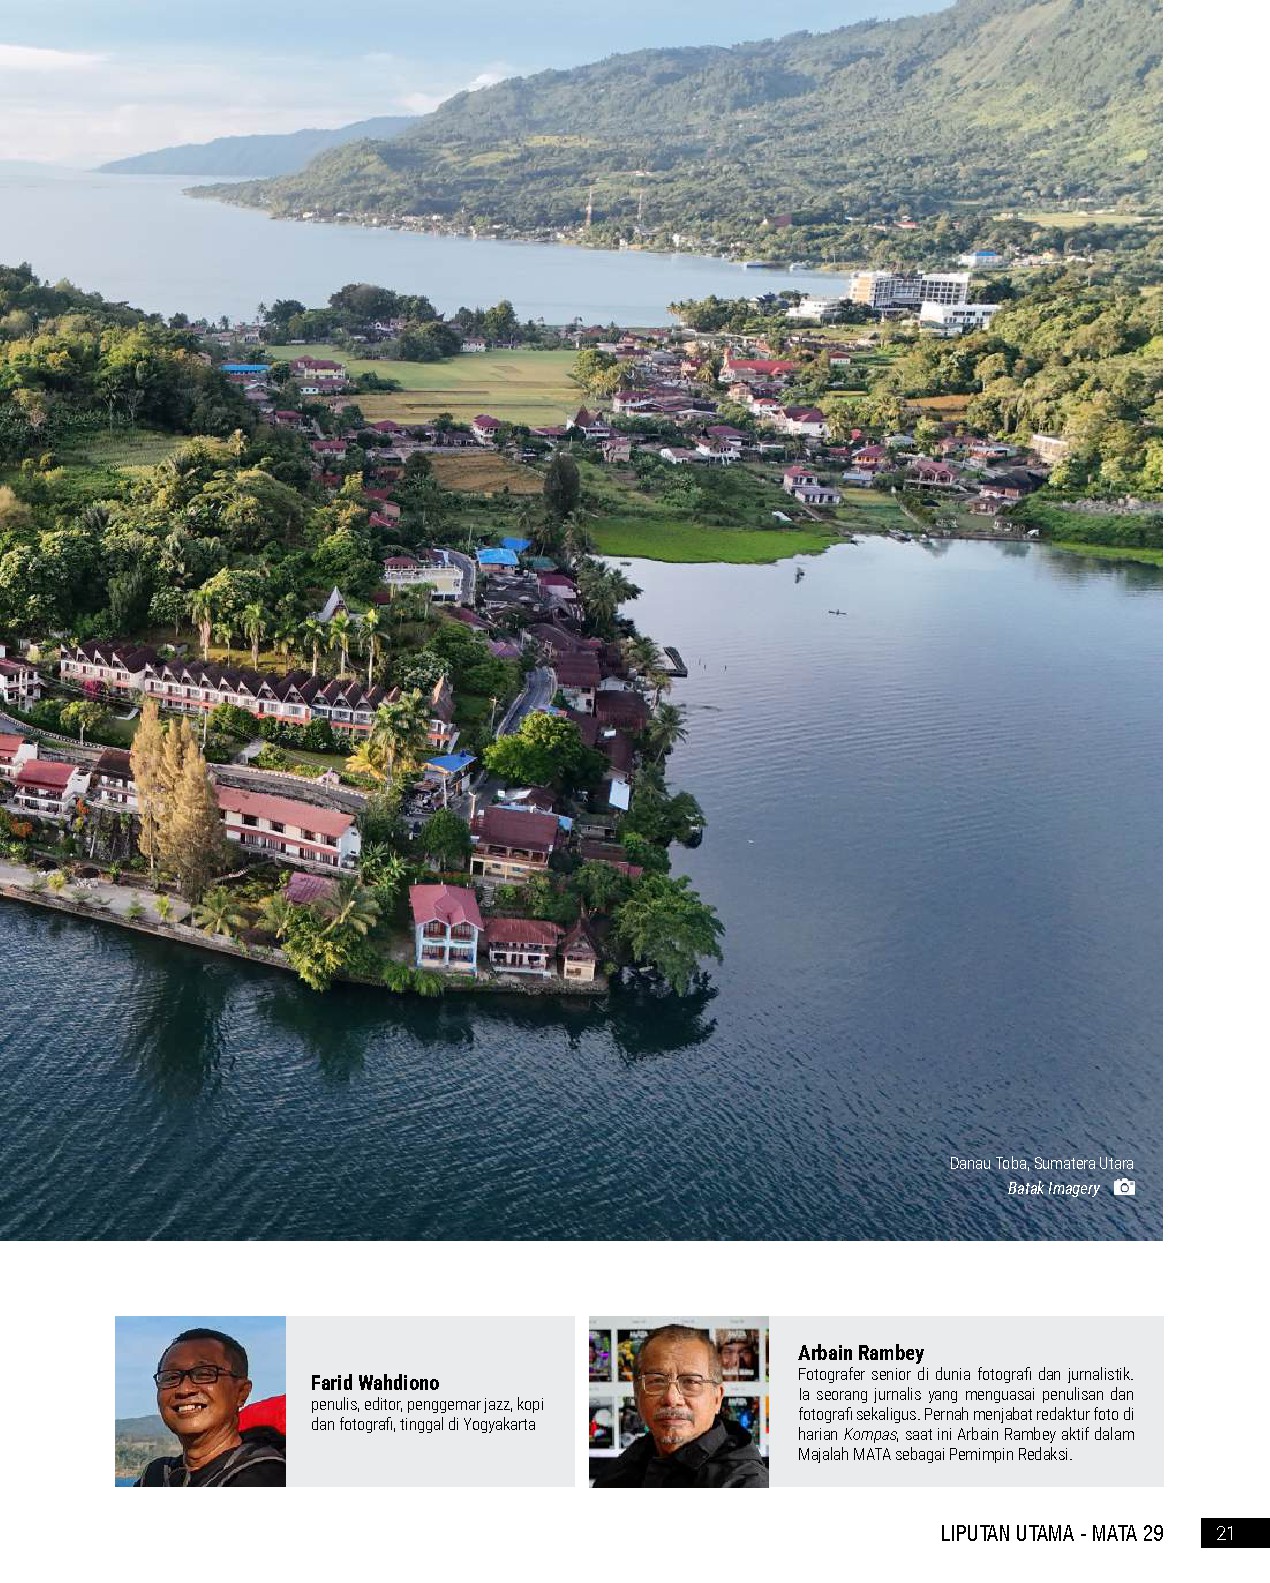 Danau Toba, Sumatera Utara
Batak Imagery
Farid Wahdiono
penulis, editor, penggemar jazz, kopi
dan fotografi, tinggal di Yogyakarta
Arbain Rambey
Fotografer senior di dunia fotografi dan jurnalistik.
Ia seorang jurnalis yang menguasai penulisan dan
fotografi sekaligus. Pernah menjabat redaktur foto di
harian Kompas, saat ini Arbain Rambey aktif dalam
Majalah MATA sebagai Pemimpin Redaksi.
LIPUTAN UTAMA - MATA 29
21